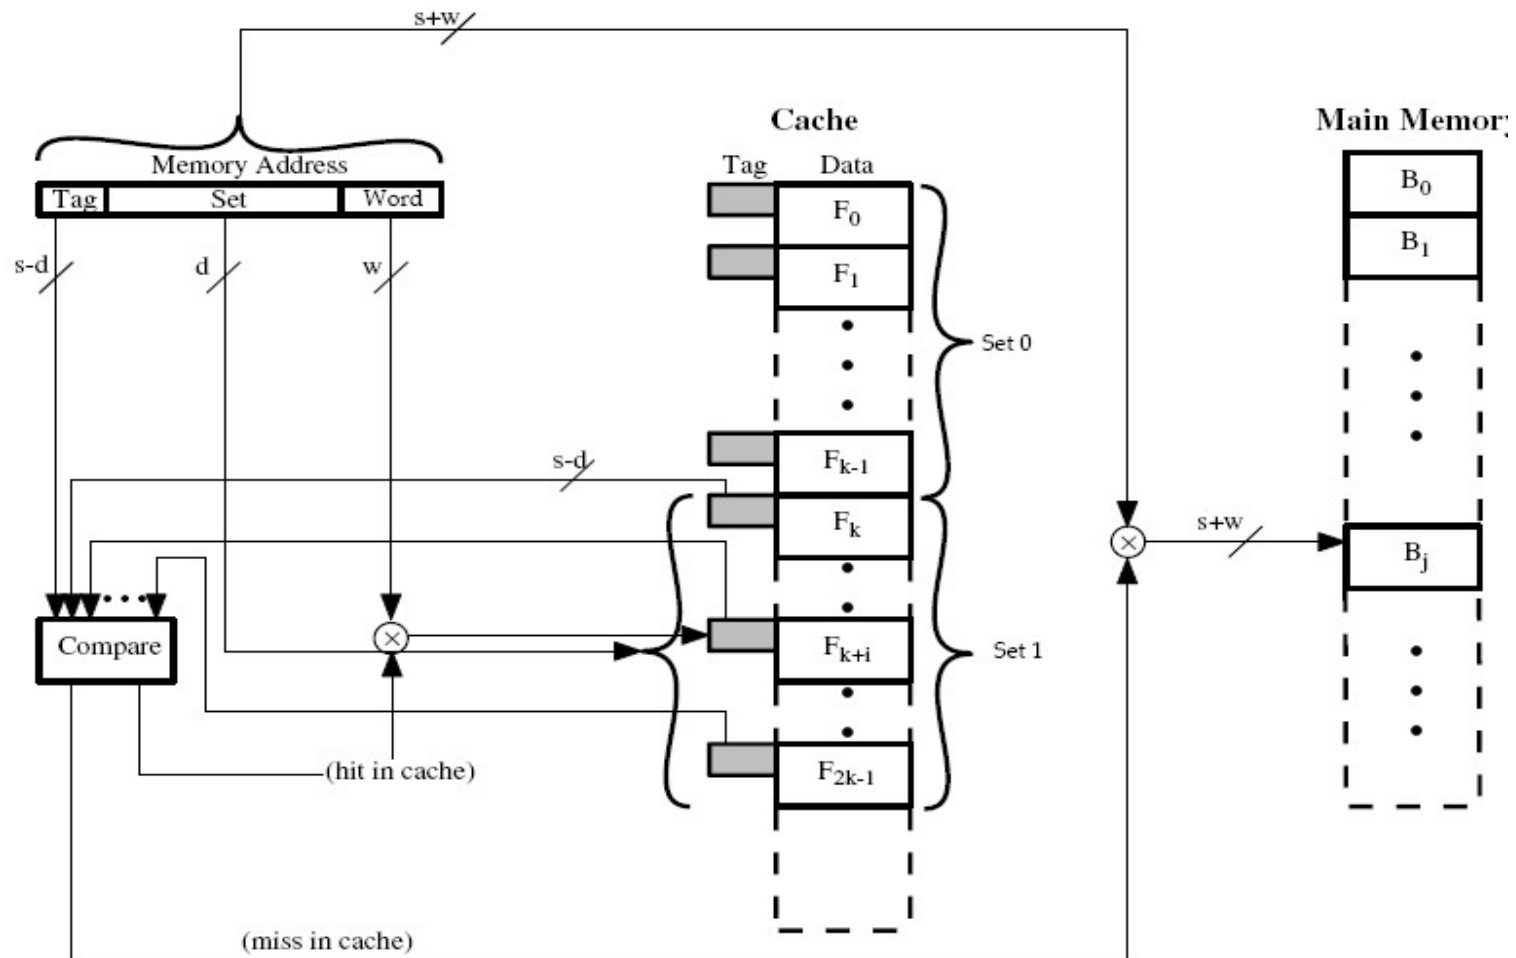 s+w
Cache
Main Memory
Memory Address
Tag Data
Tag Set Word
B0
F0
B1
s-d d w
F1
Set 0
Fk-1
s-d
Fk
s+w
Bj
Compare
Fk+i
Set 1
(hit in cache)
F2k-1
(miss in cache)